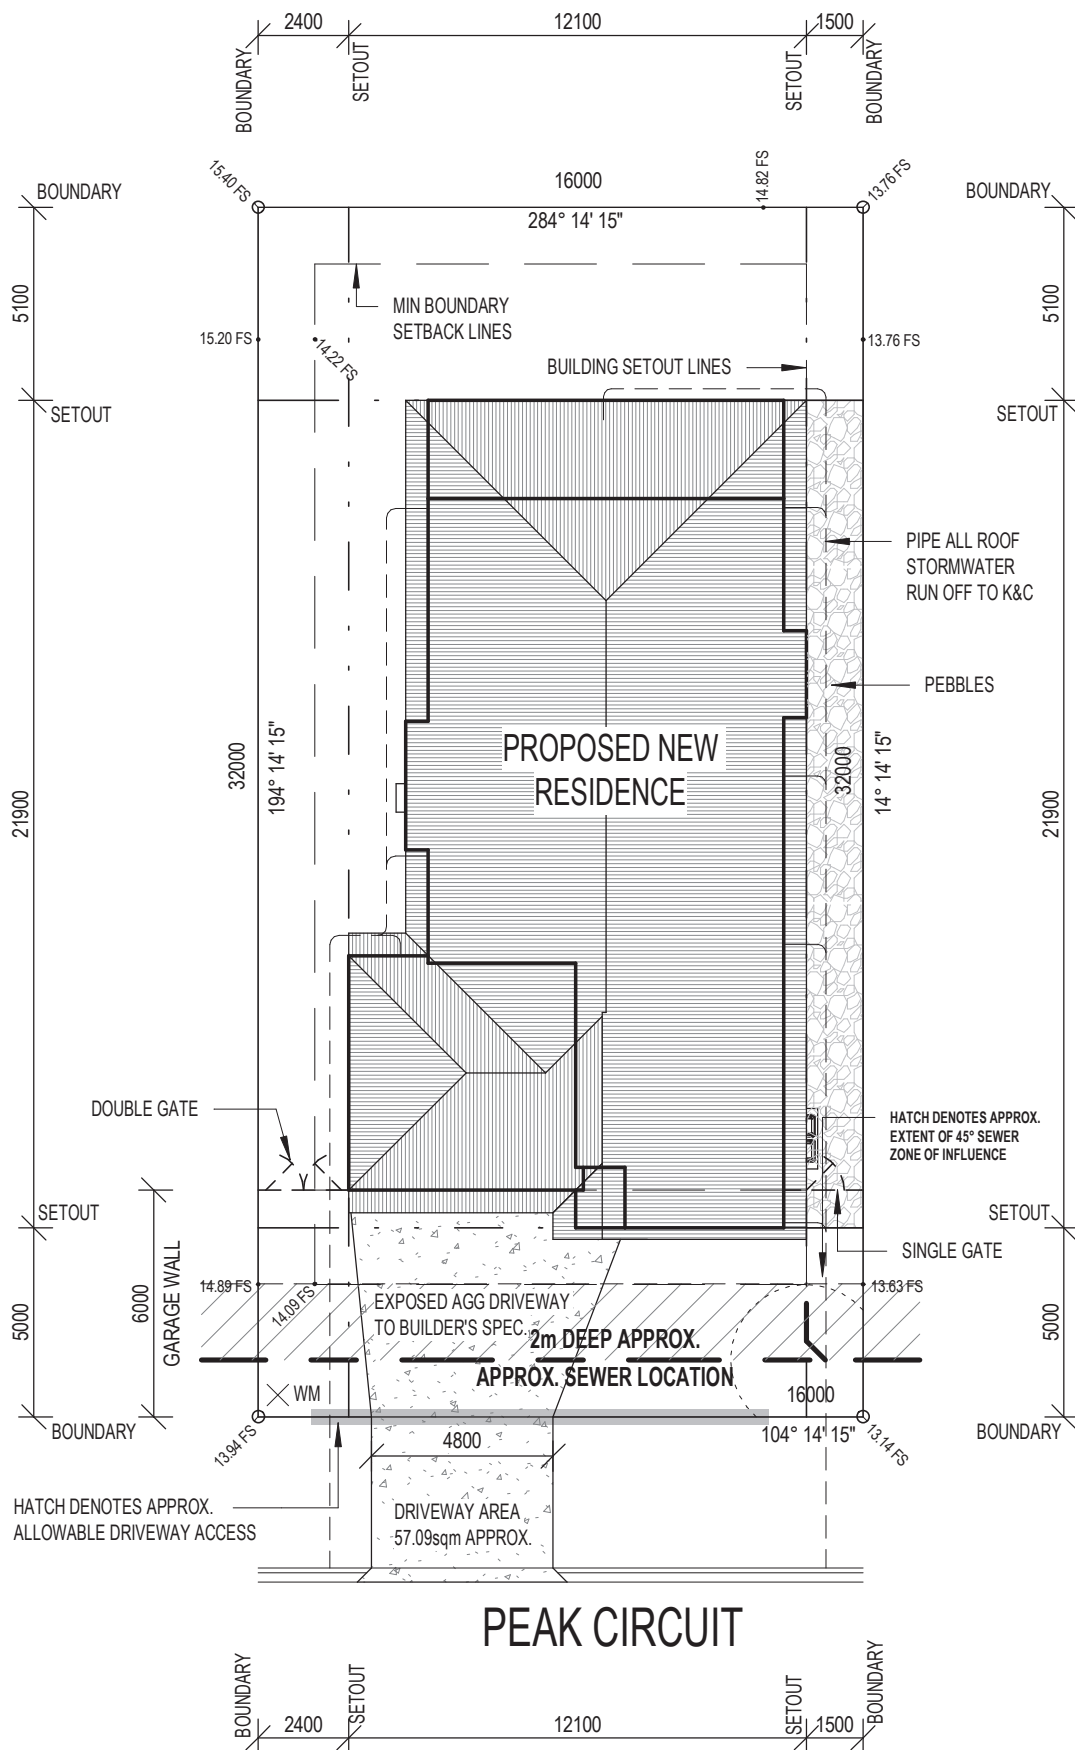 2400
12100
1500
BOUNDARY
SETOUT
SETOUT
BOUNDARY
15.40 FS
16000
14.82 FS
13.76 FS
BOUNDARY
BOUNDARY
284° 14' 15"
5100
MIN BOUNDARY
SETBACK LINES
5100
15.20 FS
14.22 FS
13.76 FS
BUILDING SETOUT LINES
SETOUT
SETOUT
PIPE ALL ROOF
STORMWATER
RUN OFF TO K&C
PEBBLES
PROPOSED NEW
RESIDENCE
32000
194° 14' 15"
32000
14° 14' 15"
21900
21900
DOUBLE GATE
HATCH DENOTES APPROX.
EXTENT OF 45° SEWER
ZONE OF INFLUENCE
SETOUT
SETOUT
SINGLE GATE
5000
6000
GARAGE WALL
14.89 FS
14.09 FS
13.63 FS
5000
EXPOSED AGG DRIVEWAY
TO BUILDER'S SPEC.
2m DEEP APPROX.
APPROX. SEWER LOCATION
WM
16000
BOUNDARY
BOUNDARY
13.94 FS
4800
104° 14' 15"
13.14 FS
HATCH DENOTES APPROX.
ALLOWABLE DRIVEWAY ACCESS
DRIVEWAY AREA
57.09sqm APPROX.
PEAK CIRCUIT
BOUNDARY
SETOUT
SETOUT
BOUNDARY
2400
12100
1500